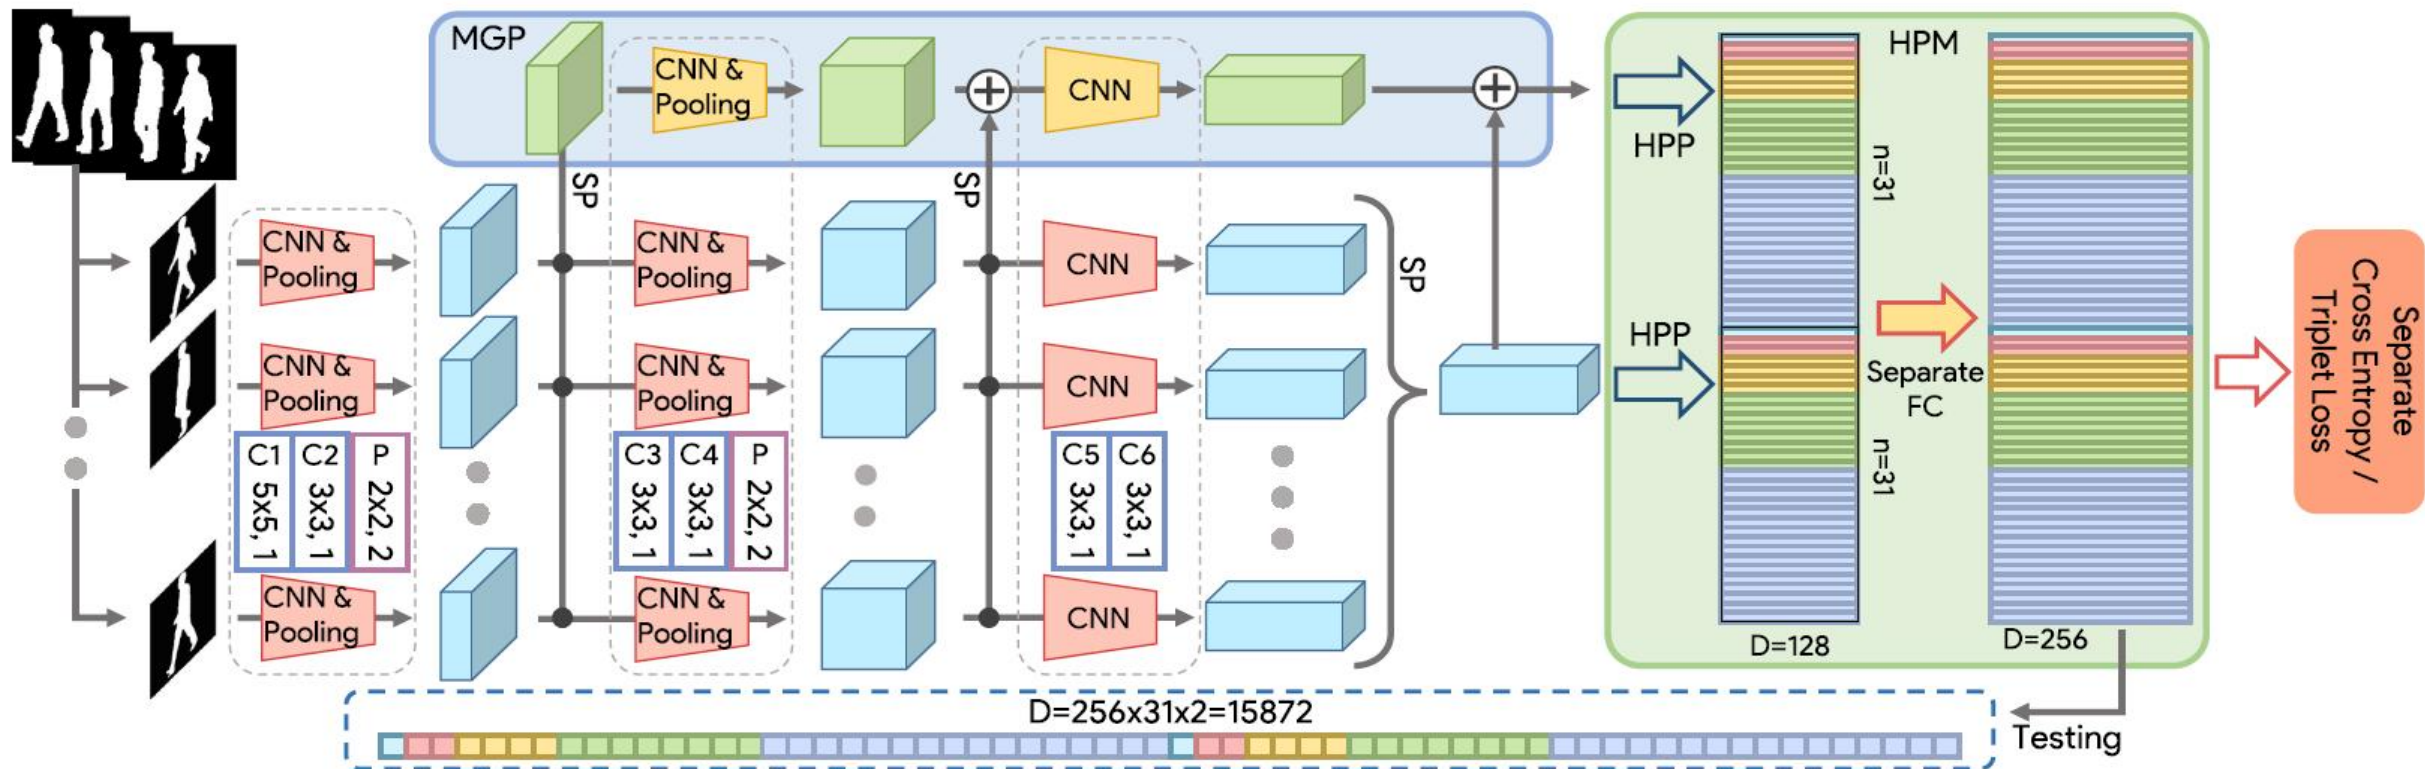 MGP
CNN &
Pooling
CNN
SP
SP
CNN &
Pooling
CNN &
Pooling
CNN
CNN &
Pooling
CNN &
Pooling
CNN
C1
5x5, 1
C2
3x3, 1
P
2x2, 2
C3
3x3, 1
C4
3x3, 1
P
2x2, 2
C5
3x3, 1
C6
3x3, 1
CNN &
Pooling
CNN &
Pooling
CNN
SP
HPM
HPP
HPP
n=31
n=31
Separate
FC
D=128
D=256
Separate
Cross Entropy /
Triplet Loss
Testing
D=256x31x2=15872